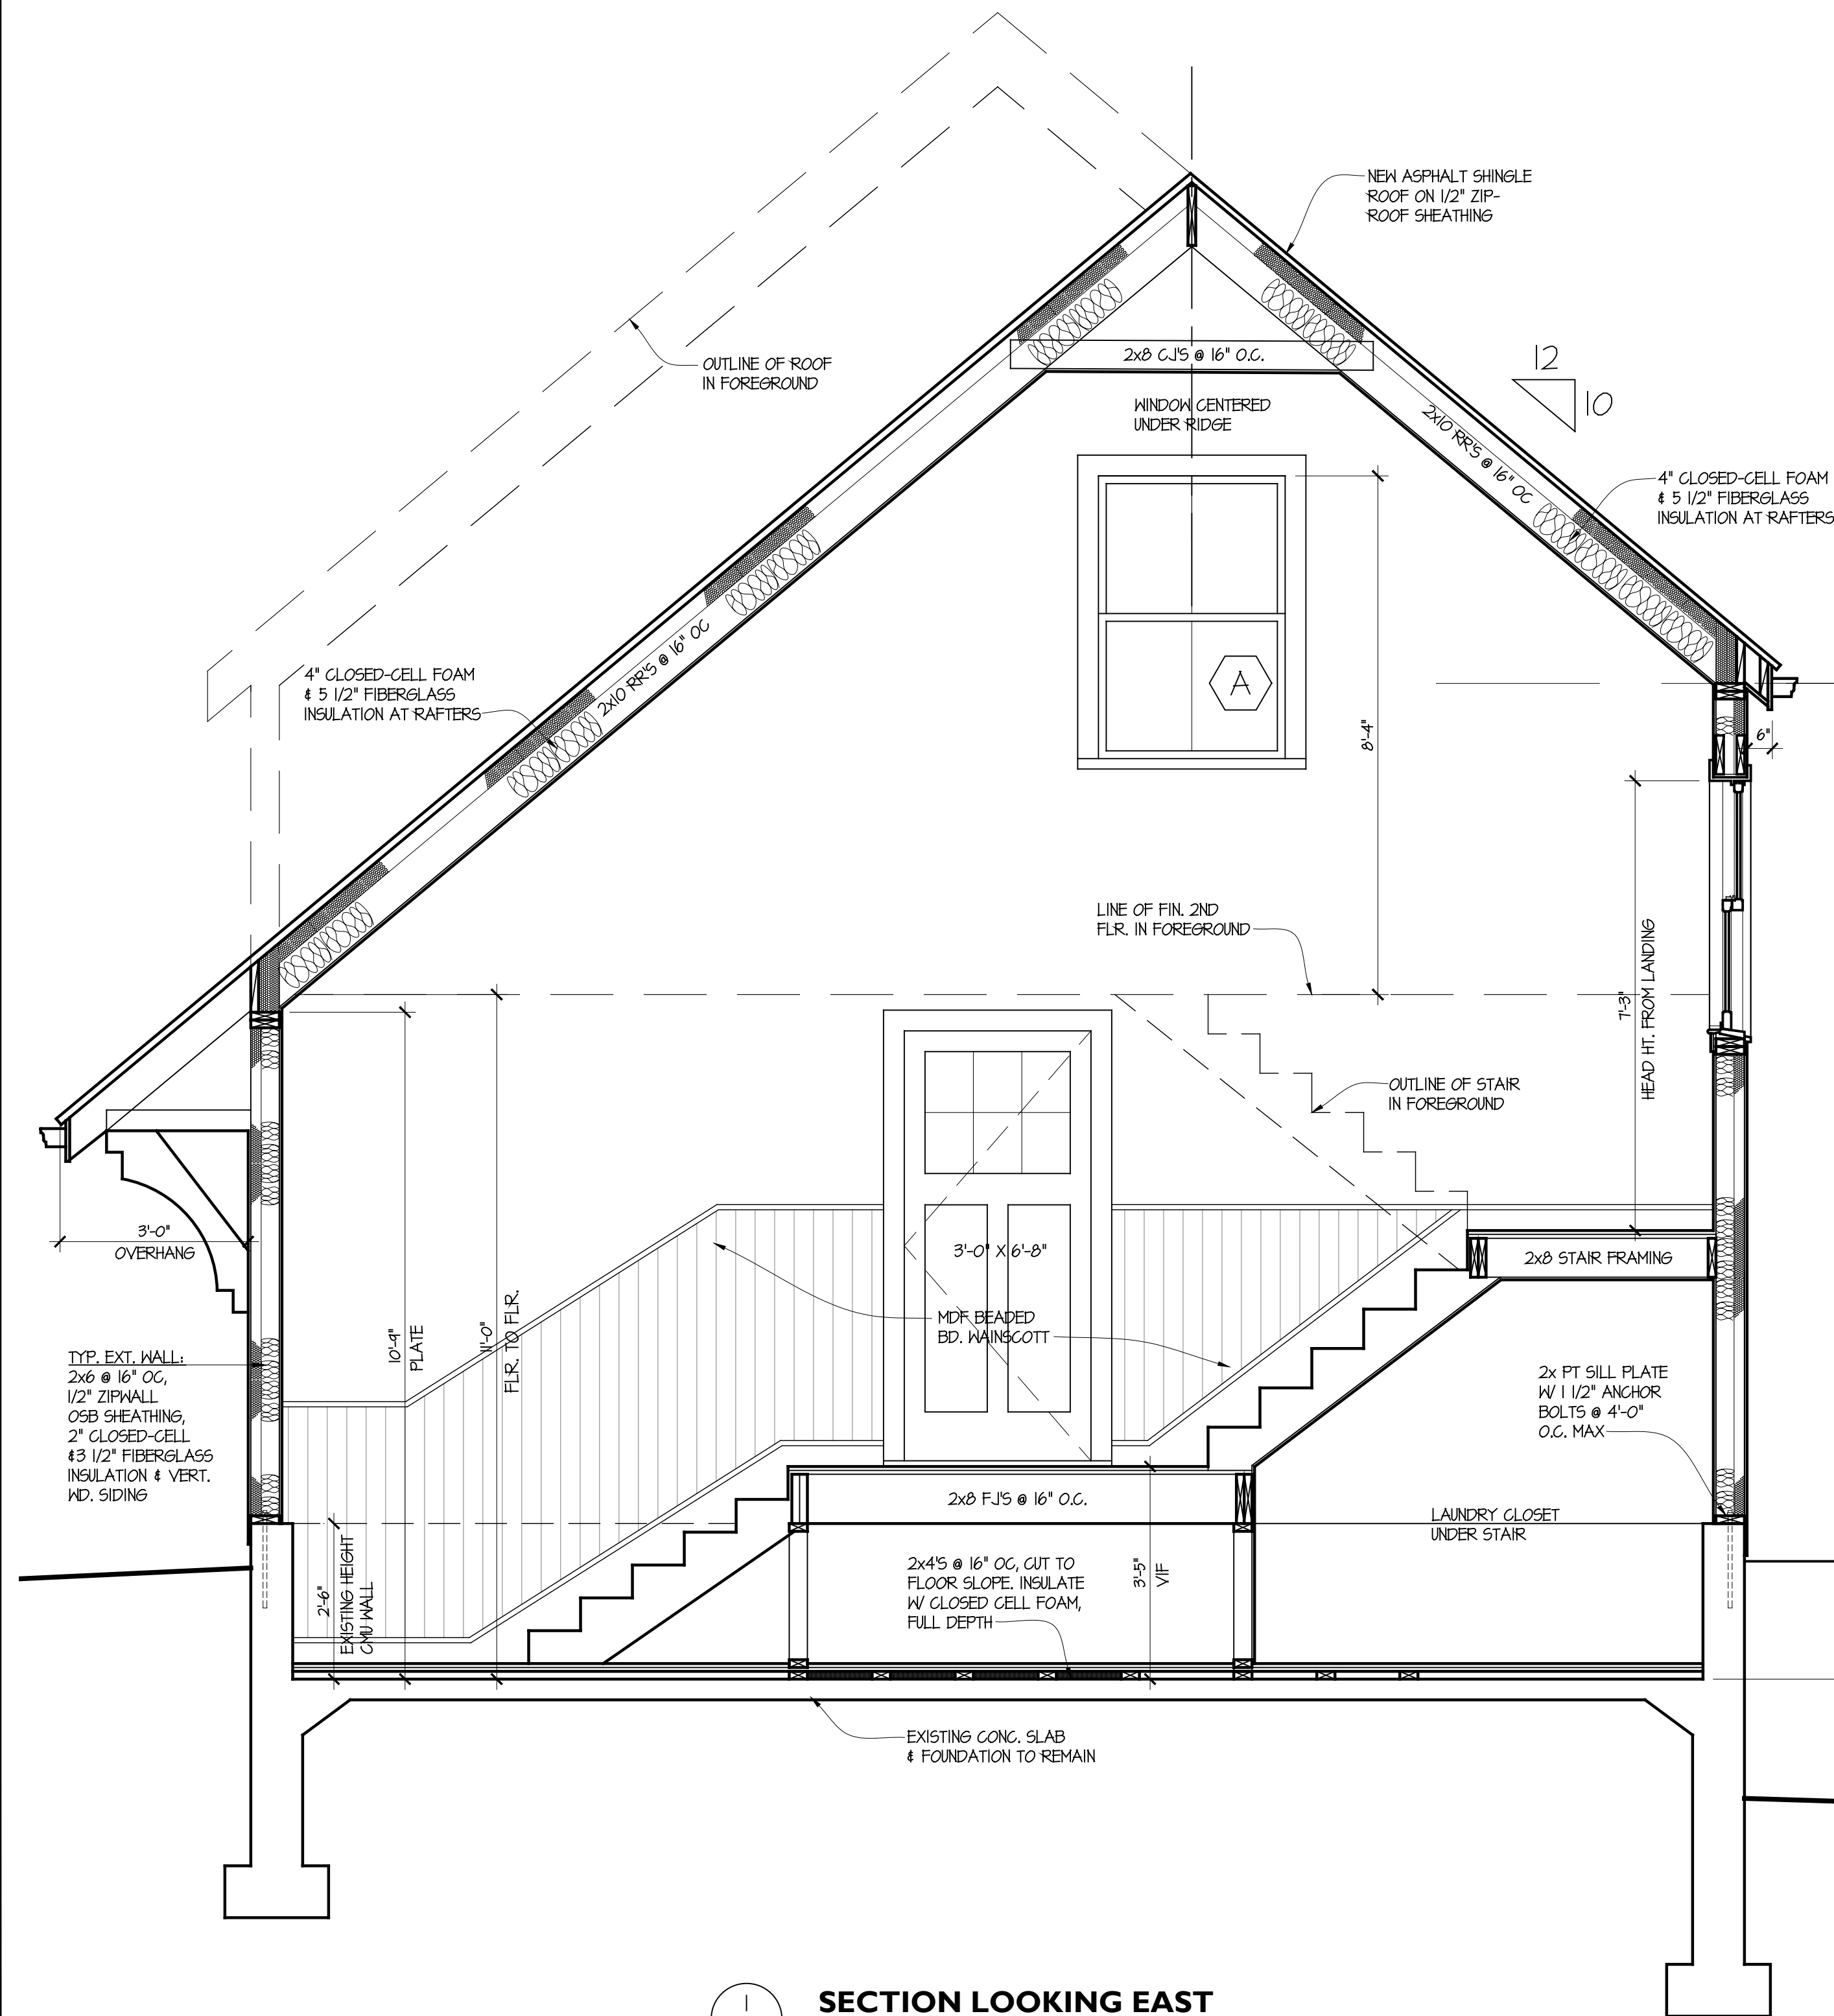 NEW ASPHALT SHINGLE
ROOF ON 1/2" ZIP-
ROOF SHEATHING
OUTLINE OF ROOF
IN FOREGROUND
2x8 CJ'S @ 16" O.C.
12
10
WINDOW CENTERED
UNDER RIDGE
2x10 RR'S @ 16" OC
4" CLOSED-CELL FOAM
& 5 1/2" FIBERGLASS
INSULATION AT RAFTERS
4" CLOSED-CELL FOAM
& 5 1/2" FIBERGLASS
INSULATION AT RAFTERS
2x10 RR'S @ 16" OC
A
8'-4"
6"
LINE OF FIN. 2ND
FLR. IN FOREGROUND
7'-3"
HEAD HT. FROM LANDING
OUTLINE OF STAIR
IN FOREGROUND
3'-0"
OVERHANG
3'-0" X 6'-8"
2x8 STAIR FRAMING
MDF BEADED
BD. WAINSCOTT
10'-9"
PLATE
11'-0"
FLR. TO FLR.
TYP. EXT. WALL:
2x6 @ 16" OC,
1/2" ZIPWALL
OSB SHEATHING,
2" CLOSED-CELL
&3 1/2" FIBERGLASS
INSULATION & VERT.
WD. SIDING
2x PT SILL PLATE
W/ 1 1/2" ANCHOR
BOLTS @ 4'-0"
O.C. MAX
2x8 FJ'S @ 16" O.C.
LAUNDRY CLOSET
UNDER STAIR
2'-6"
EXISTING HEIGHT
CMU WALL
2x4'S @ 16" OC, CUT TO
FLOOR SLOPE. INSULATE
W/ CLOSED CELL FOAM,
FULL DEPTH
3'-5"
VIF
EXISTING CONC. SLAB
& FOUNDATION TO REMAIN
1
SECTION LOOKING EAST